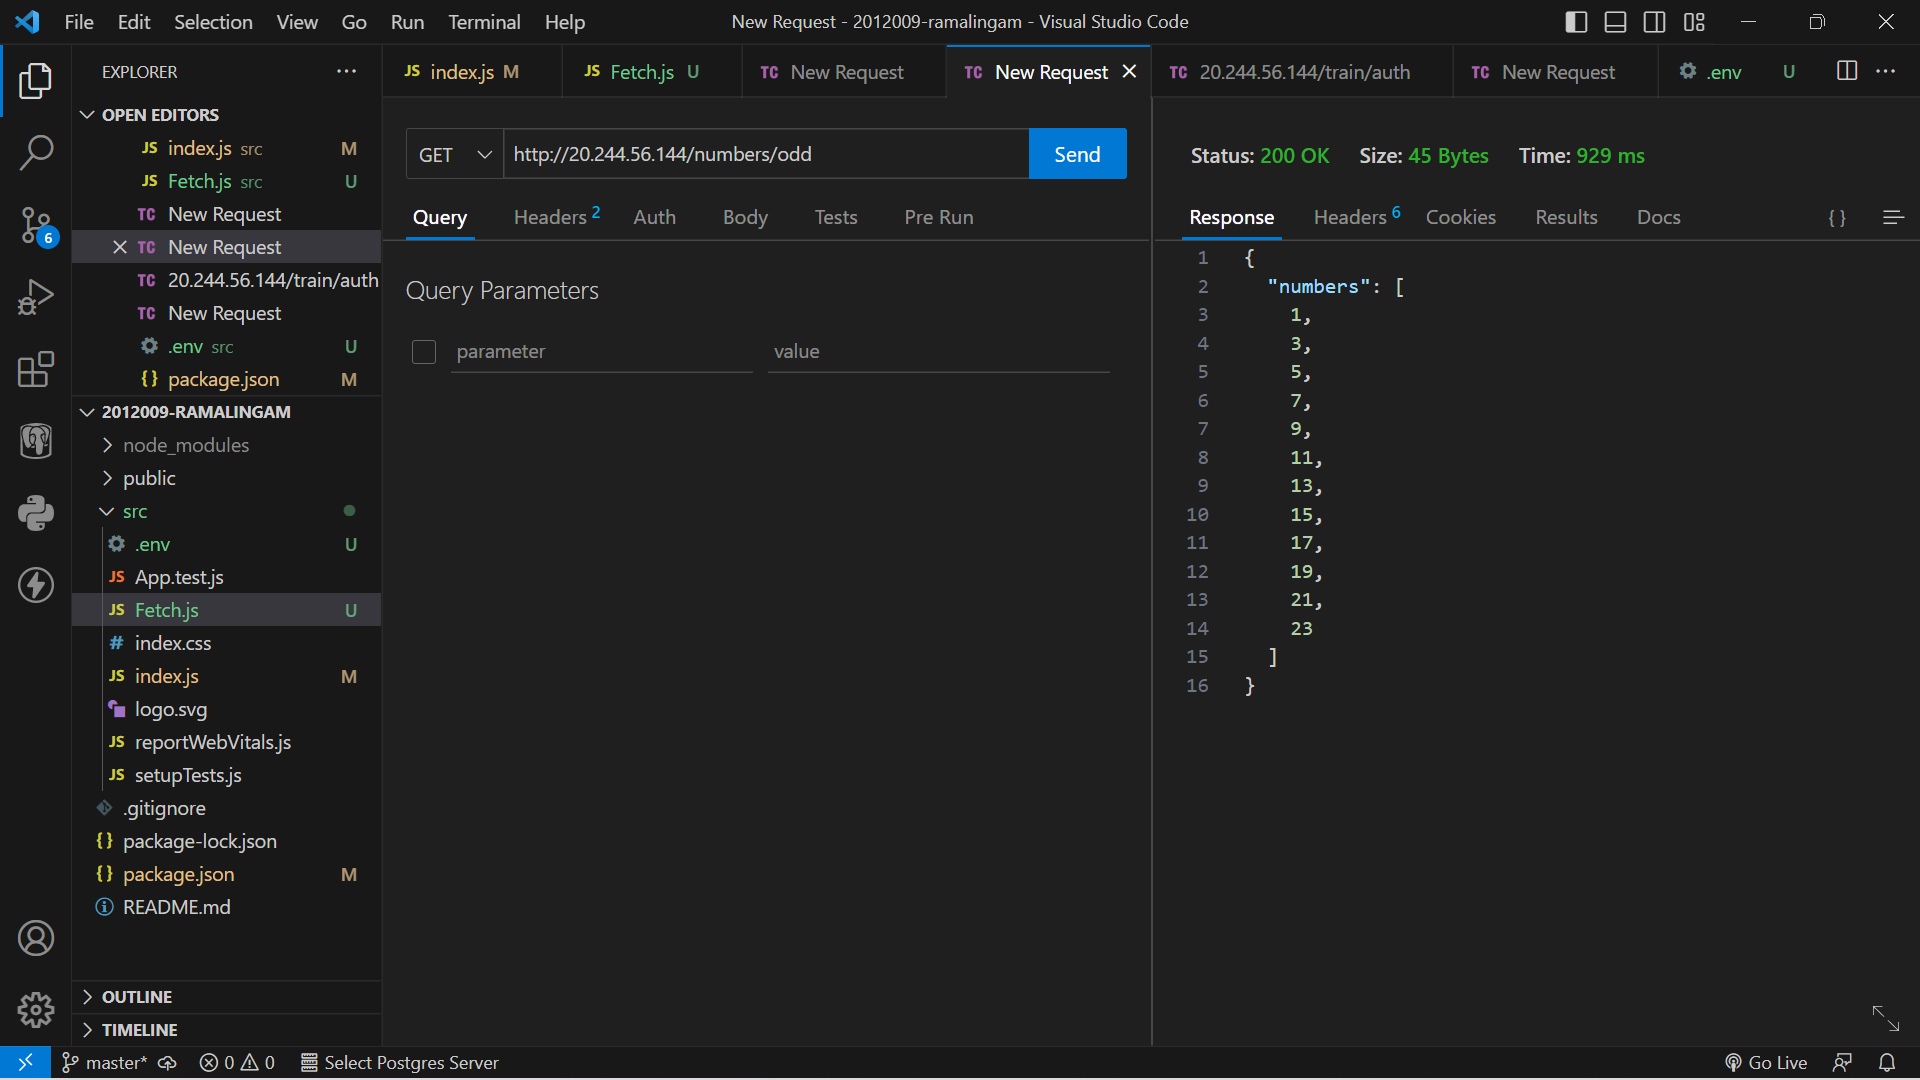 File Edit Selection View Go Run Terminal Help
New Request - 2012009-ramalingam - Visual Studio Code
EXPLORER
OPEN EDITORS
JS index.js src M
JS Fetch.js src U
TC New Request
TC New Request
TC 20.244.56.144/train/auth
TC New Request
.env src U
{} package.json M
2012009-RAMALINGAM
node_modules
public
src
.env U
JS App.test.js
JS Fetch.js U
# index.css
JS index.js M
logo.svg
JS reportWebVitals.js
JS setupTests.js
.gitignore
{} package-lock.json
{} package.json M
README.md
OUTLINE
TIMELINE
6
JS index.js M
JS Fetch.js U
TC New Request
TC New Request
TC 20.244.56.144/train/auth
TC New Request
.env U
GET http://20.244.56.144/numbers/odd Send
Query Headers 2 Auth Body Tests Pre Run
Query Parameters
parameter value
Status: 200 OK Size: 45 Bytes Time: 929 ms
Response Headers 6 Cookies Results Docs {}
1 {
2 "numbers": [
3 1,
4 3,
5 5,
6 7,
7 9,
8 11,
9 13,
10 15,
11 17,
12 19,
13 21,
14 23
15 ]
16 }
master* 0 0 Select Postgres Server Go Live